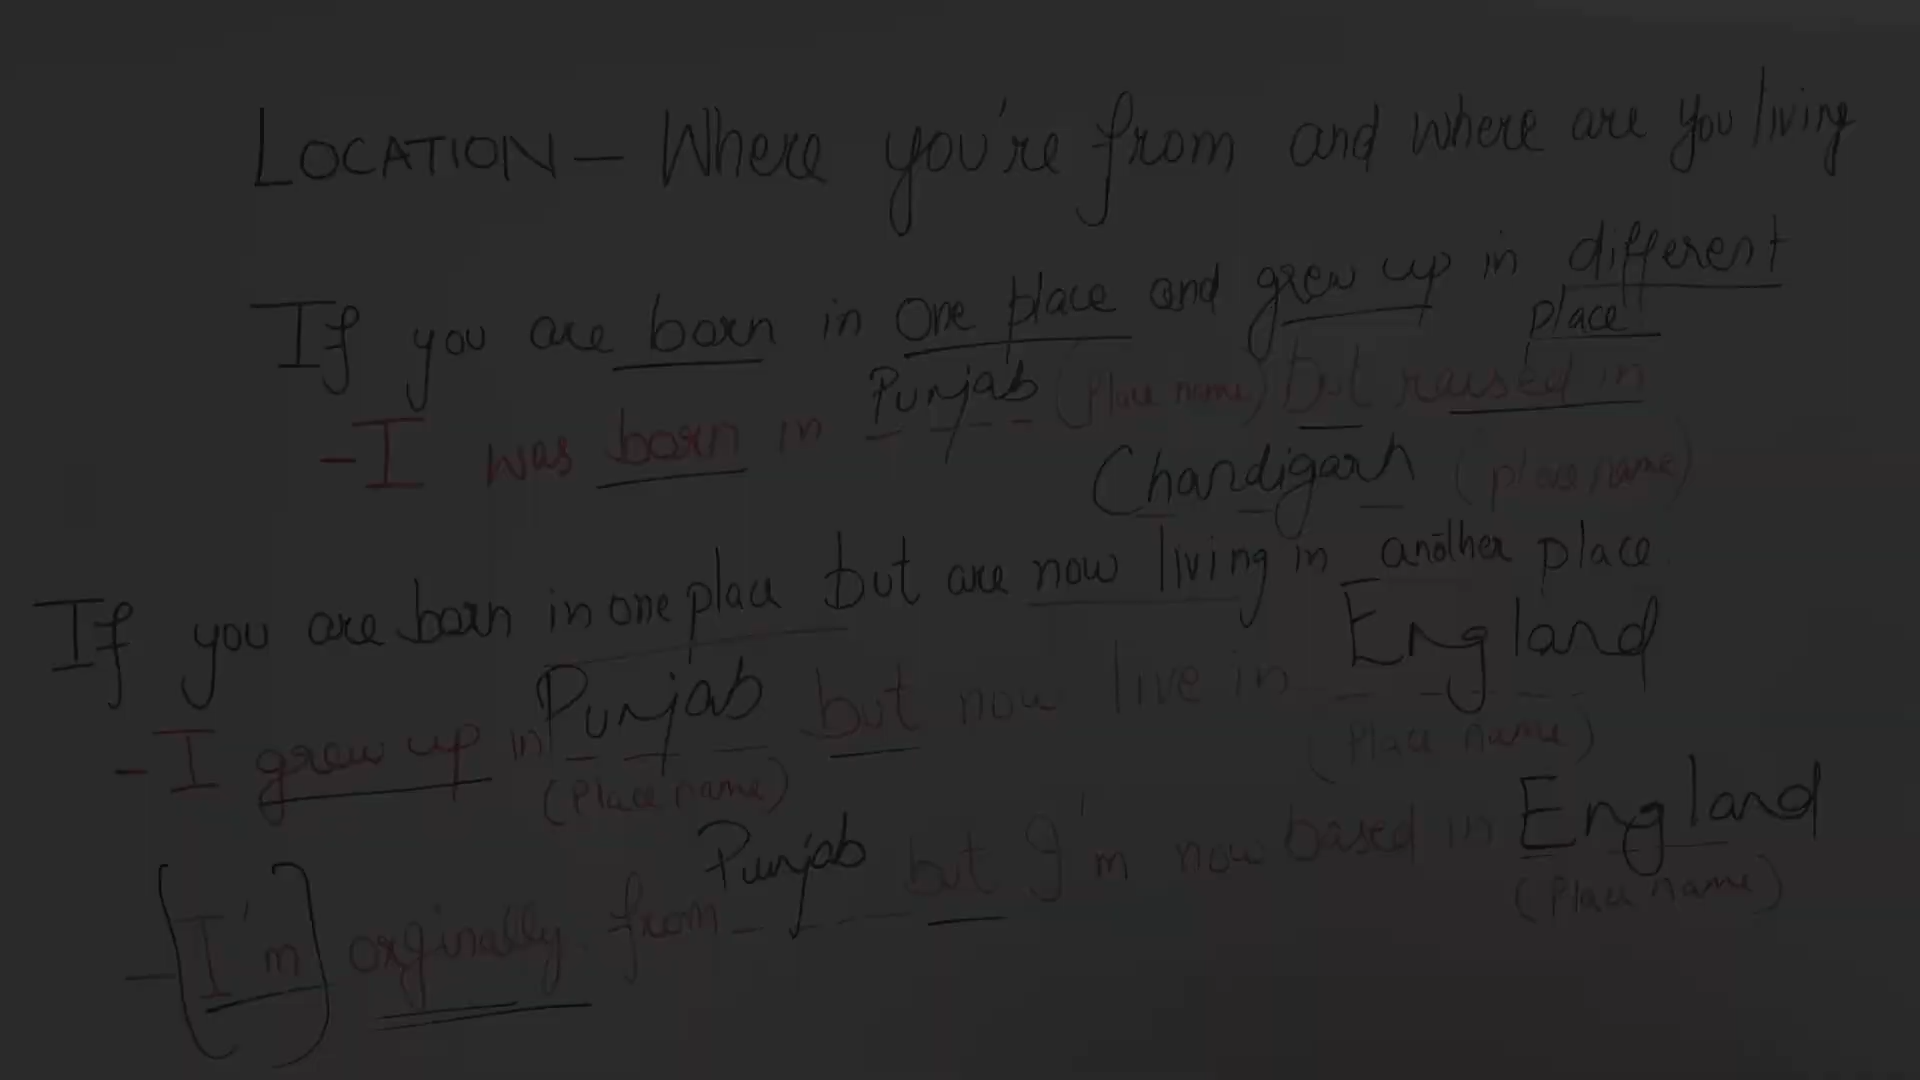 LOCATION — Where you're from and where are you living
If you are born in one place and grew up in different
place
- I was born in Punjab (Place name) but raised in
Chandigarh (place name)
If you are born in one place but are now living in another place.
- I grew up in Punjab but now live in England
(Place name) (Place name)
- I'm orginally from Punjab but I'm now based in England
(Place name)